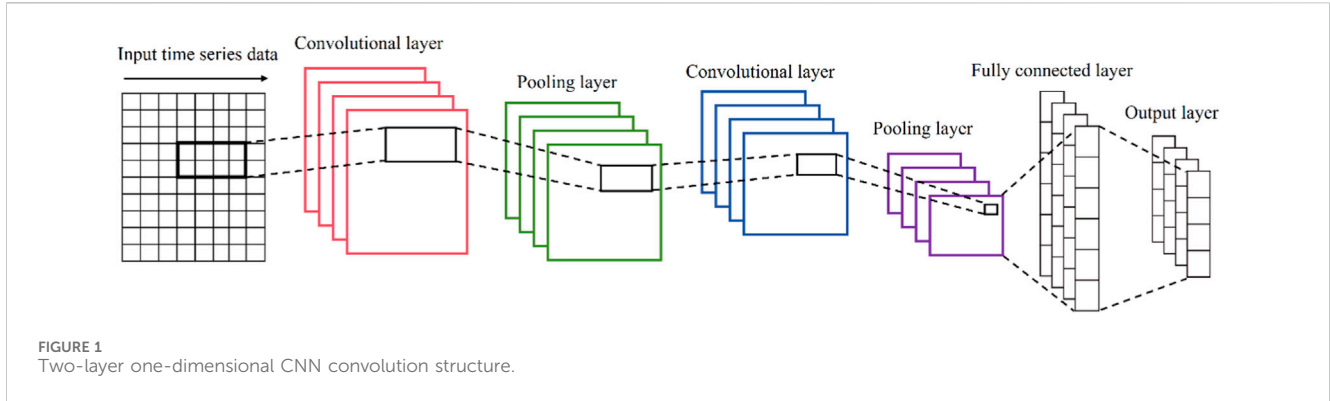 Input time series data
Convolutional layer
Pooling layer
Convolutional layer
Pooling layer
Fully connected layer
Output layer
FIGURE 1
Two-layer one-dimensional CNN convolution structure.